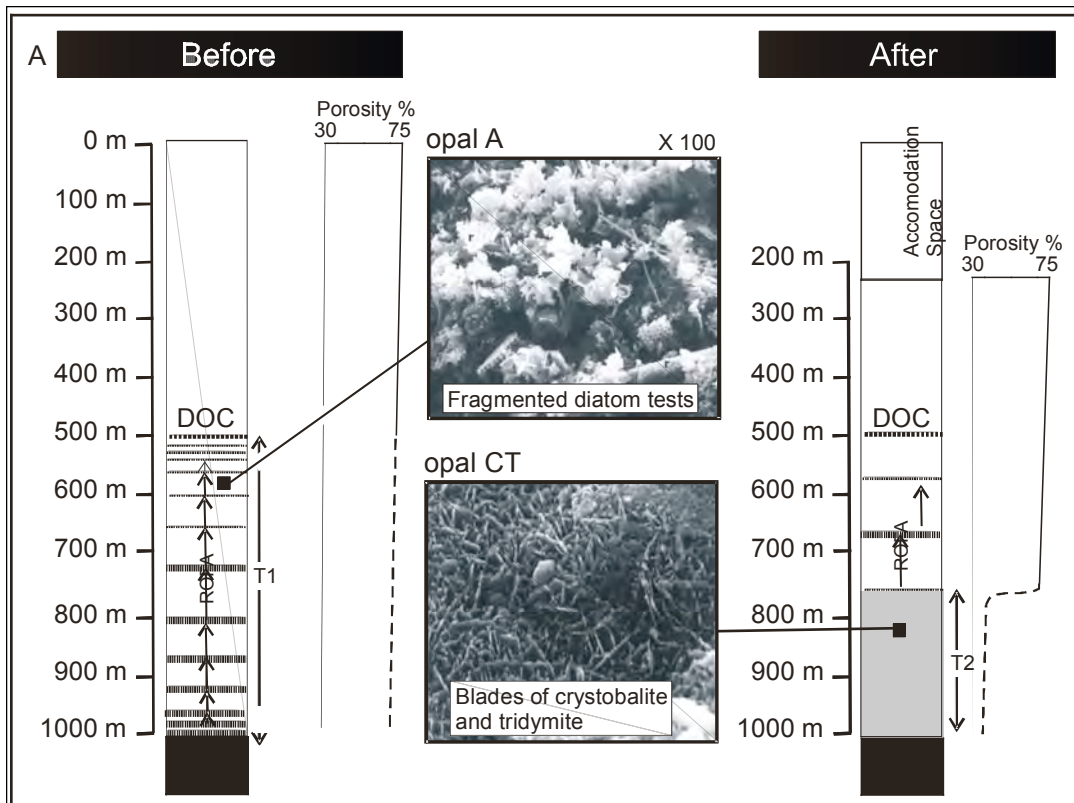 A
Before
After
Porosity %
30 75
0 m
100 m
200 m
300 m
400 m
500 m
600 m
700 m
800 m
900 m
1000 m
DOC
T1
opal A X 100
Fragmented diatom tests
opal CT
Blades of crystobalite
and tridymite
Accomodation
Space
Porosity %
30 75
200 m
300 m
400 m
500 m
600 m
700 m
800 m
900 m
1000 m
DOC
T2